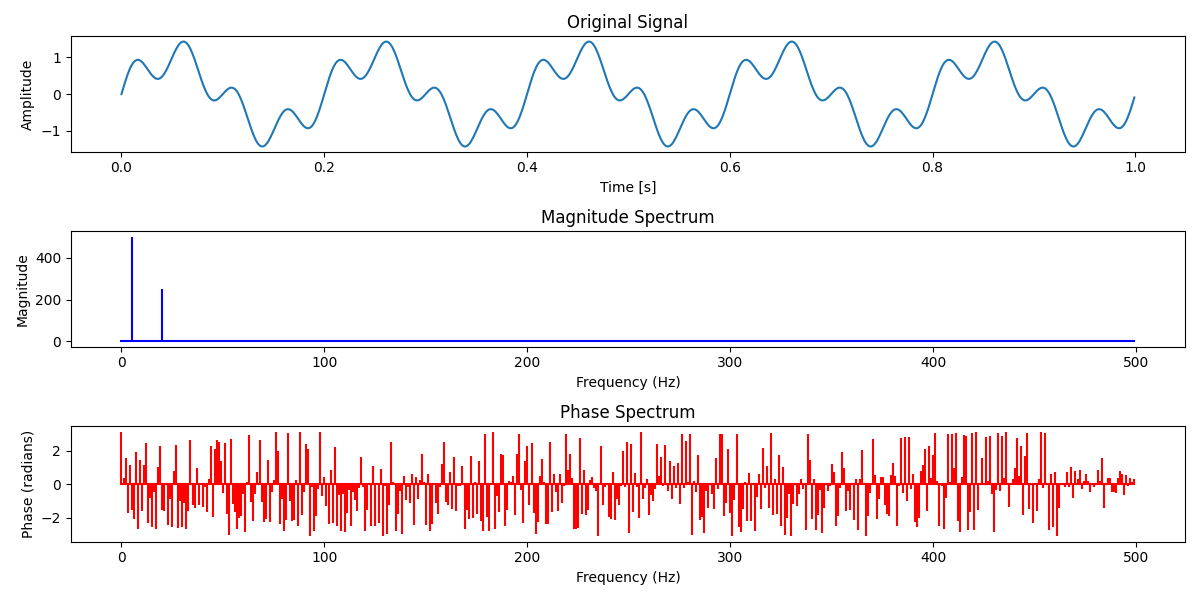 Original Signal
Amplitude
1
0
−1
0.0 0.2 0.4 0.6 0.8 1.0
Time [s]
Magnitude Spectrum
Magnitude
400
200
0
0 100 200 300 400 500
Frequency (Hz)
Phase Spectrum
Phase (radians)
2
0
−2
0 100 200 300 400 500
Frequency (Hz)